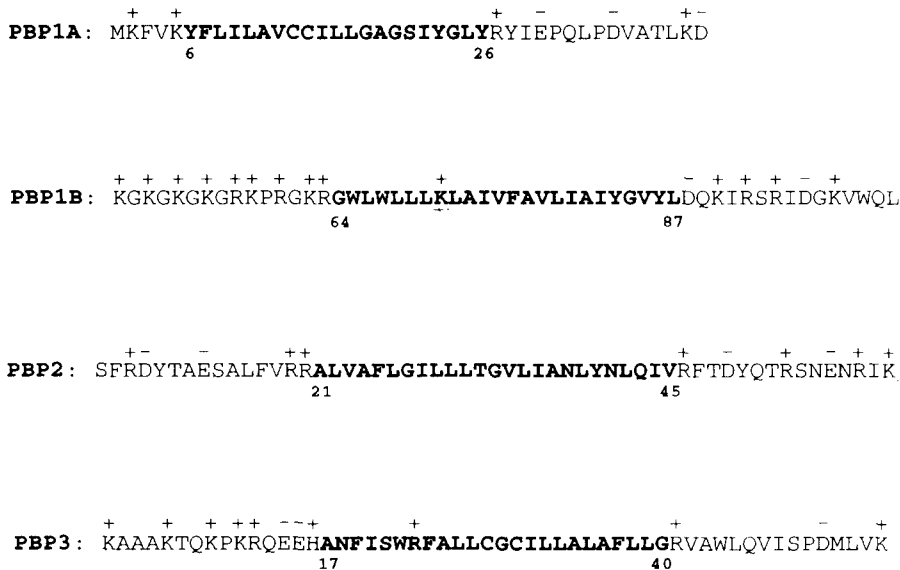 + + + − − +−
PBP1A: MKFVKYFLILAVCCILLGAGSIYGLYRYIEPQLPDVATLKD
6 26
+ + + + ++ + ++ + − + + + − +
PBP1B: KGKGKGKGRKPRGKRGWLWLLLKLAIVFAVLIAIYGVYLDQKIRSRIDGKVWQL
64 87
+− − ++ + − + − + +
PBP2: SFRDYTAESALFVRRALVAFLGILLLTGVLIANLYNLQIVRFTDYQTRSNENRIK
21 45
+ + + ++ −−+ + + − +
PBP3: KAAAKTQKPKRQEEHANFISWRFALLCGCILLALAFLLGRVAWLQVISPDMLVK
17 40